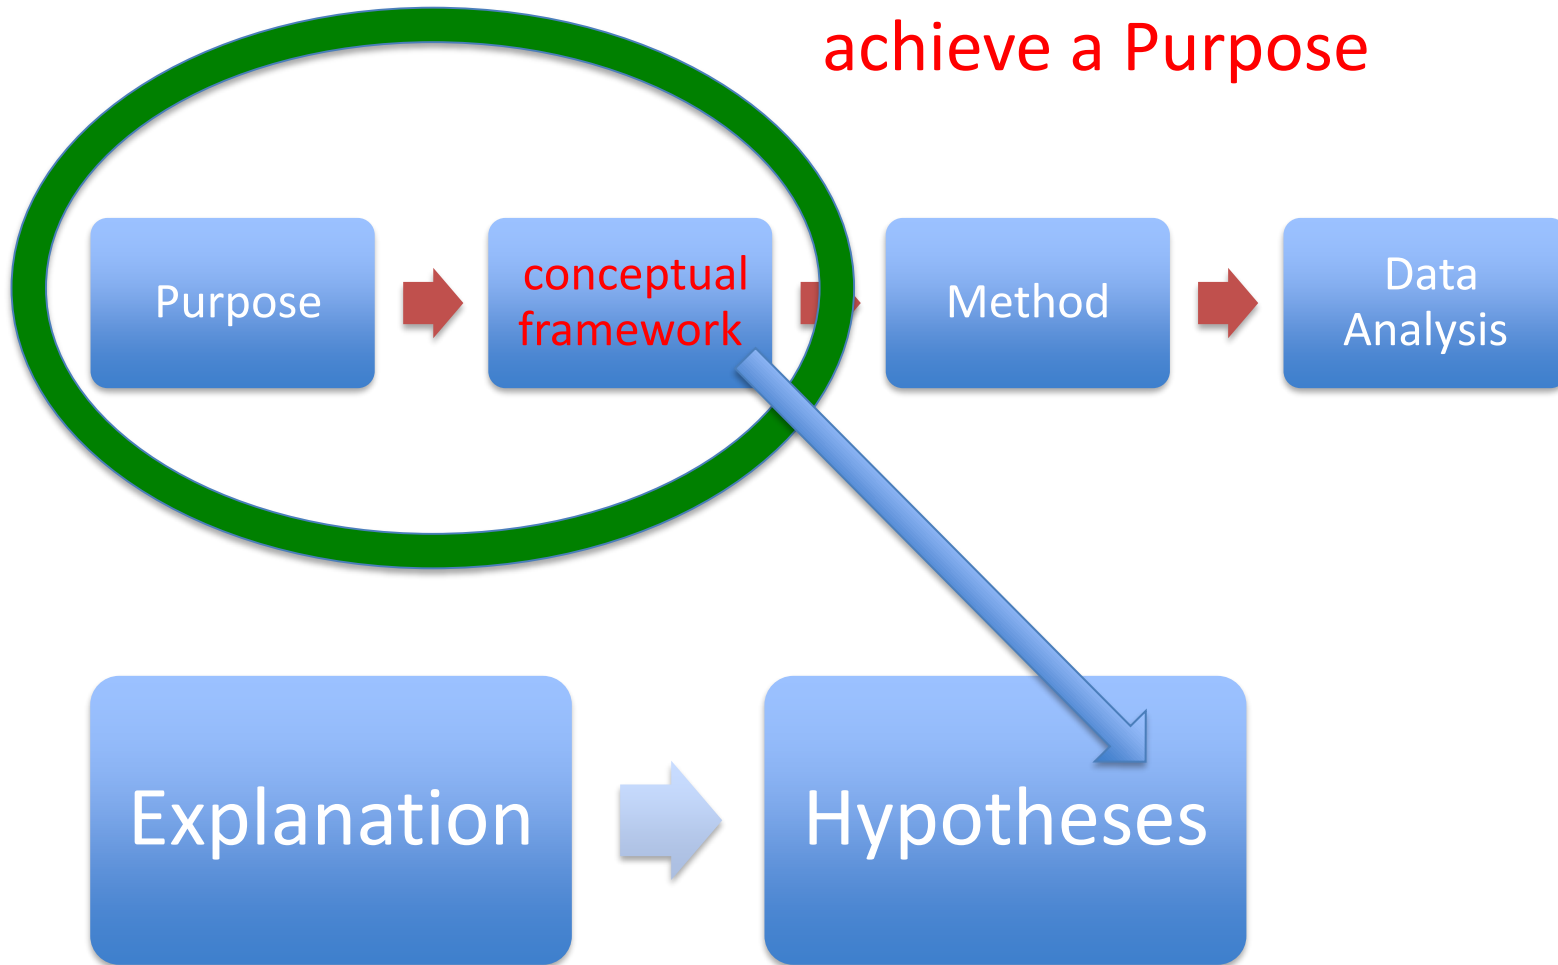 achieve a Purpose
Purpose
conceptual
framework
Method
Data
Analysis
Explanation
Hypotheses